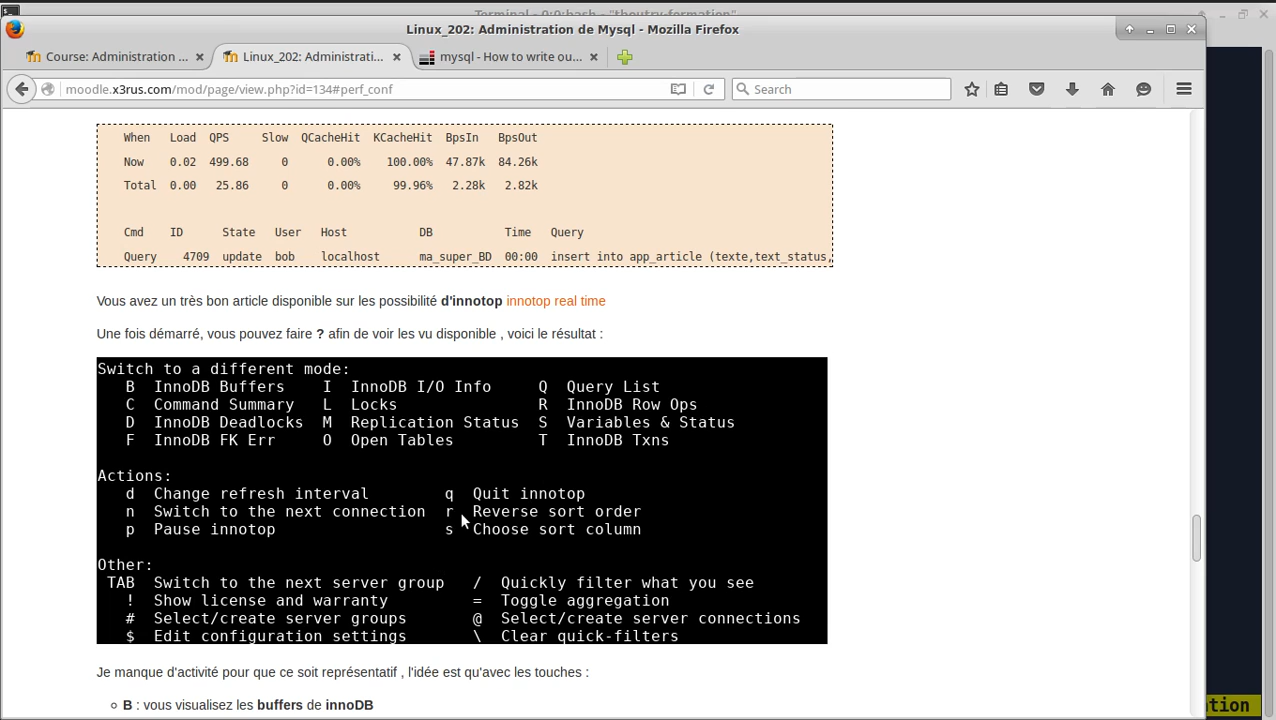 Terminal - 0:0:bash - "theutry-formation"
Linux_202: Administration de Mysql - Mozilla Firefox
Course: Administration ...
Linux_202: Administrati...
mysql - How to write ou...
moodle.x3rus.com/mod/page/view.php?id=134#perf_conf
Search
When Load QPS Slow QCacheHit KCacheHit BpsIn BpsOut
Now 0.02 499.68 0 0.00% 100.00% 47.87k 84.26k
Total 0.00 25.86 0 0.00% 99.96% 2.28k 2.82k
Cmd ID State User Host DB Time Query
Query 4709 update bob localhost ma_super_BD 00:00 insert into app_article (texte,text_status,
Vous avez un très bon article disponible sur les possibilité d'innotop innotop real time
Une fois démarré, vous pouvez faire ? afin de voir les vu disponible , voici le résultat :
Switch to a different mode:
B InnoDB Buffers I InnoDB I/O Info Q Query List
C Command Summary L Locks R InnoDB Row Ops
D InnoDB Deadlocks M Replication Status S Variables & Status
F InnoDB FK Err O Open Tables T InnoDB Txns
Actions:
d Change refresh interval q Quit innotop
n Switch to the next connection r Reverse sort order
p Pause innotop s Choose sort column
Other:
TAB Switch to the next server group / Quickly filter what you see
! Show license and warranty = Toggle aggregation
# Select/create server groups @ Select/create server connections
$ Edit configuration settings \ Clear quick-filters
Je manque d'activité pour que ce soit représentatif , l'idée est qu'avec les touches :
B : vous visualisez les buffers de innoDB
ation